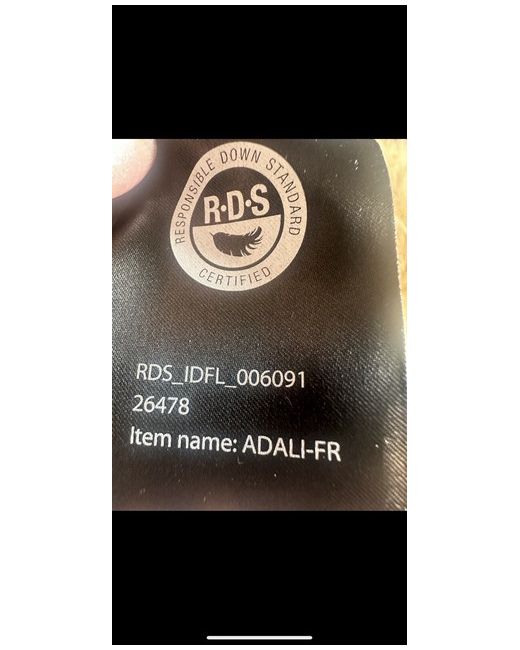 RESPONSIBLE DOWN STANDARD
R·D·S
CERTIFIED
RDS_IDFL_006091
26478
Item name: ADALI-FR